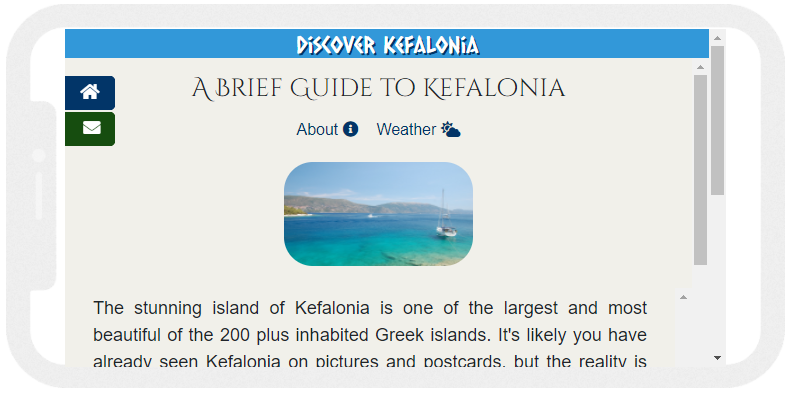 DISCOVER KEFALONIA
A Brief Guide to Kefalonia
About Weather
The stunning island of Kefalonia is one of the largest and most
beautiful of the 200 plus inhabited Greek islands. It's likely you have
already seen Kefalonia on pictures and postcards, but the reality is